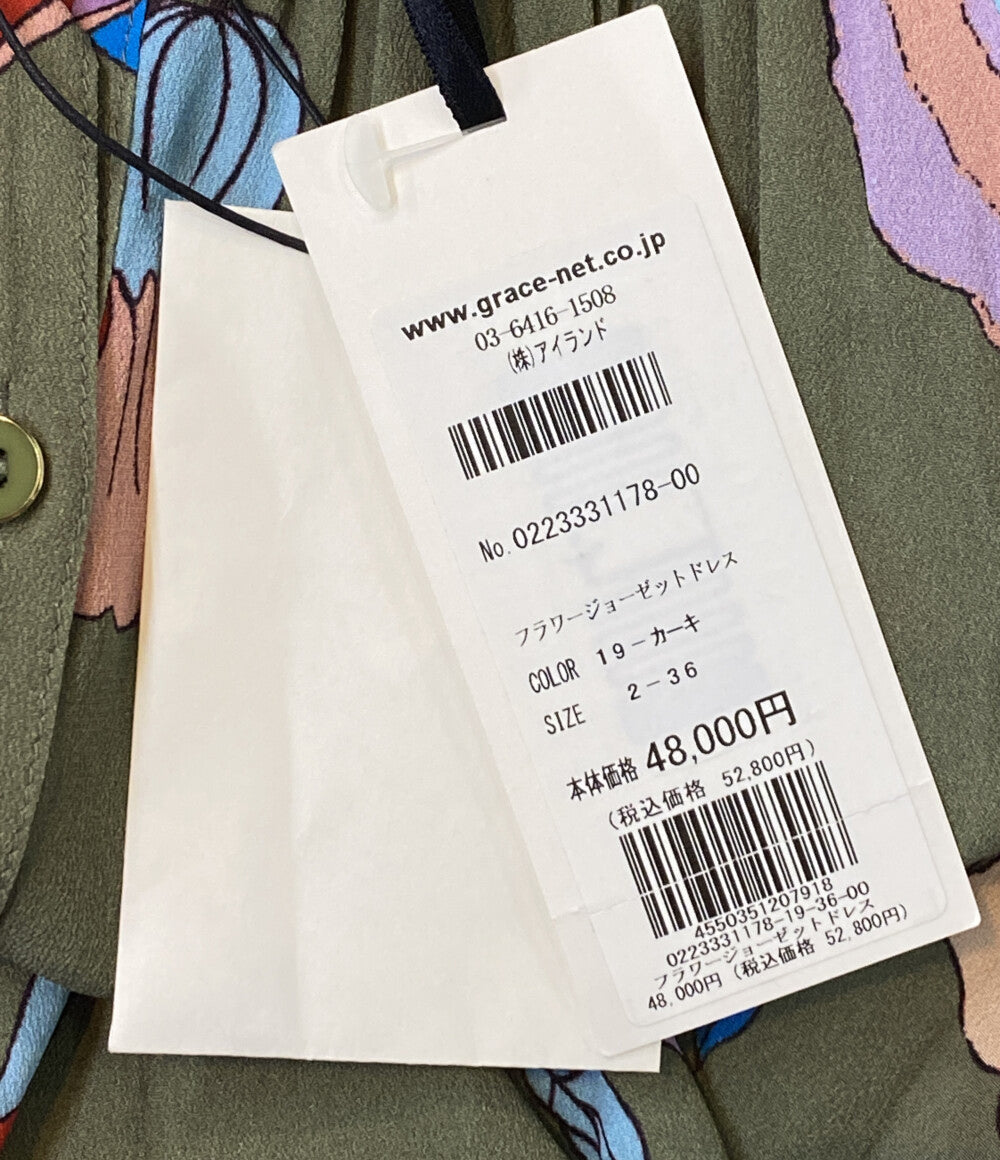 www.grace-net.co.jp
03-6416-1508
(株)アイランド
No.0223331178-00
フラワージョーゼットドレス
COLOR 19-カーキ
SIZE 2-36
本体価格 48,000円
(税込価格 52,800円)
4550351207918
0223331178-19-36-00
フラワージョーゼットドレス
48,000円 (税込価格 52,800円)